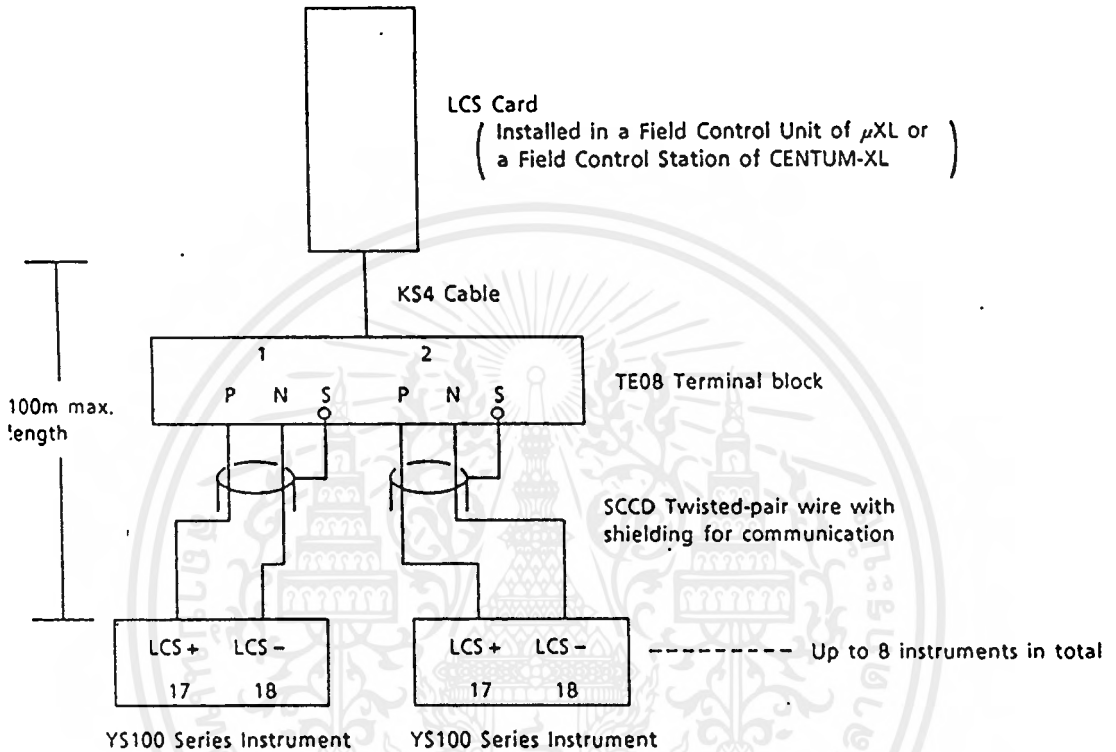 LCS Card
( Installed in a Field Control Unit of μXL or
a Field Control Station of CENTUM-XL )
KS4 Cable
1 2
P N S P N S
TE08 Terminal block
100m max.
length
SCCD Twisted-pair wire with
shielding for communication
LCS + LCS – LCS + LCS –
17 18 17 18
Up to 8 instruments in total
YS100 Series Instrument YS100 Series Instrument